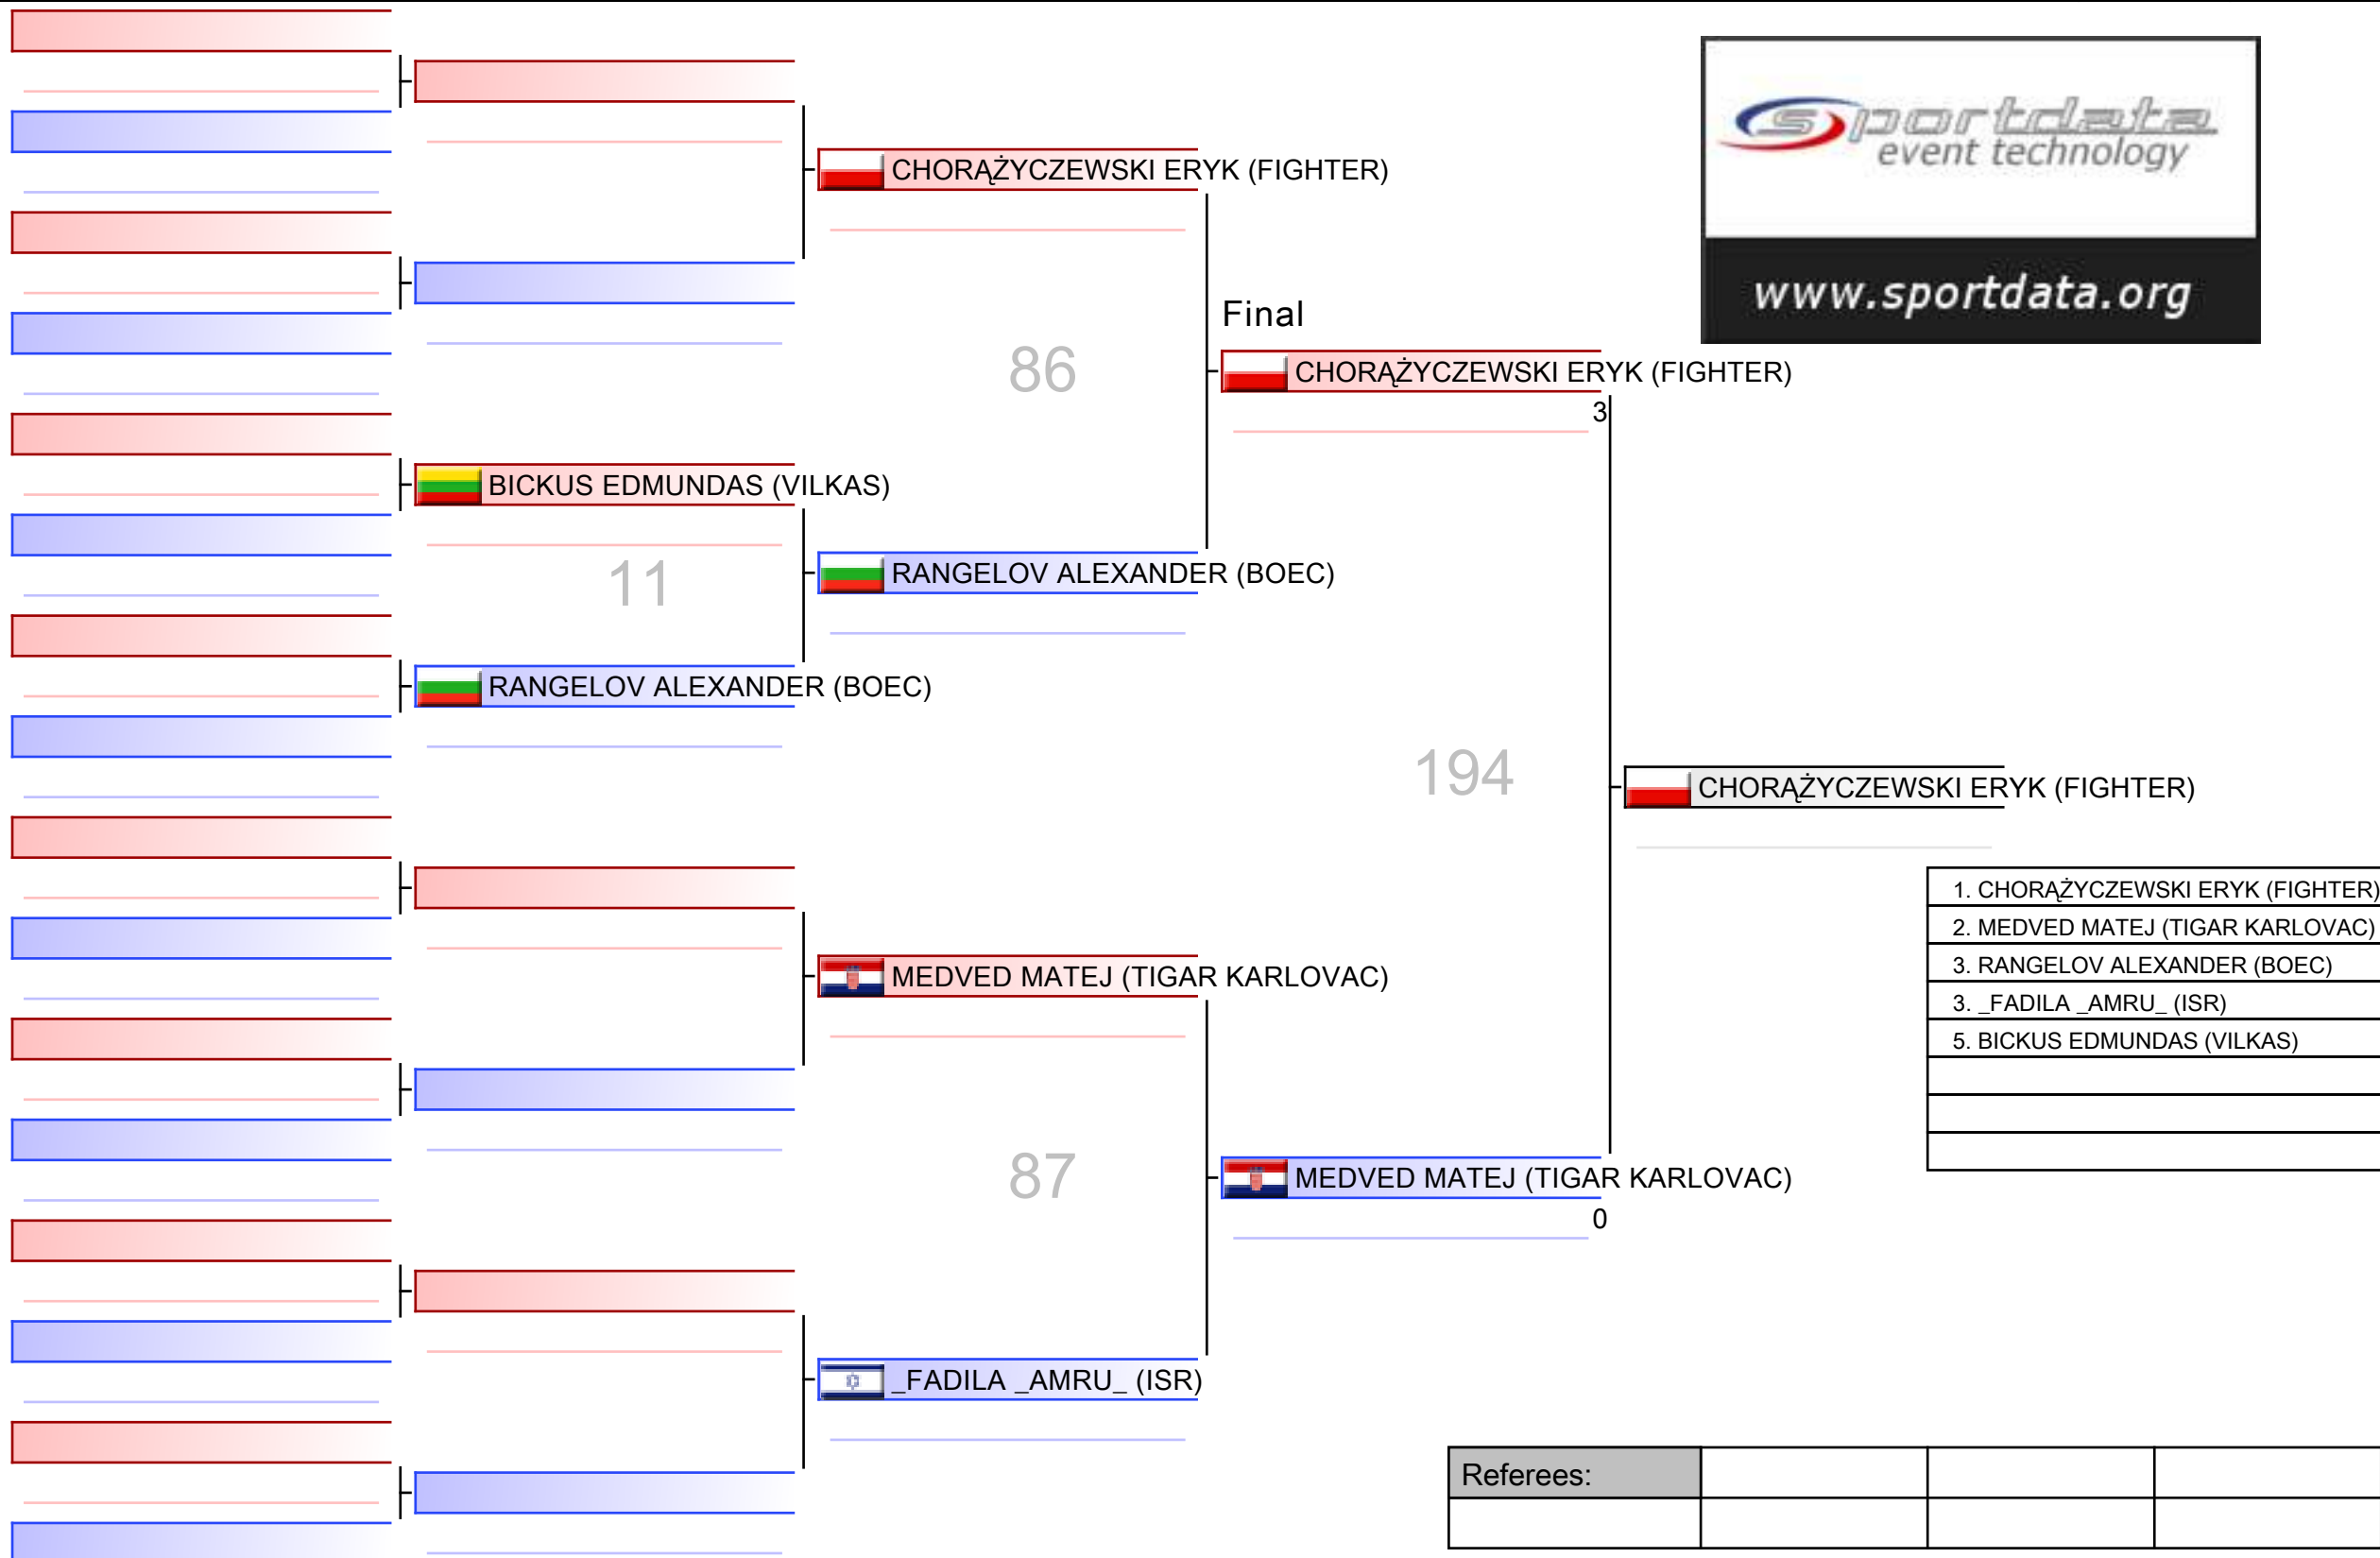 sportdata
event technology
www.sportdata.org
CHORĄŻYCZEWSKI ERYK (FIGHTER)
Final
86
CHORĄŻYCZEWSKI ERYK (FIGHTER)
3
BICKUS EDMUNDAS (VILKAS)
11
RANGELOV ALEXANDER (BOEC)
RANGELOV ALEXANDER (BOEC)
194
CHORĄŻYCZEWSKI ERYK (FIGHTER)
1. CHORĄŻYCZEWSKI ERYK (FIGHTER)
2. MEDVED MATEJ (TIGAR KARLOVAC)
3. RANGELOV ALEXANDER (BOEC)
3. _FADILA _AMRU_ (ISR)
5. BICKUS EDMUNDAS (VILKAS)
MEDVED MATEJ (TIGAR KARLOVAC)
87
MEDVED MATEJ (TIGAR KARLOVAC)
0
_FADILA _AMRU_ (ISR)
Referees: